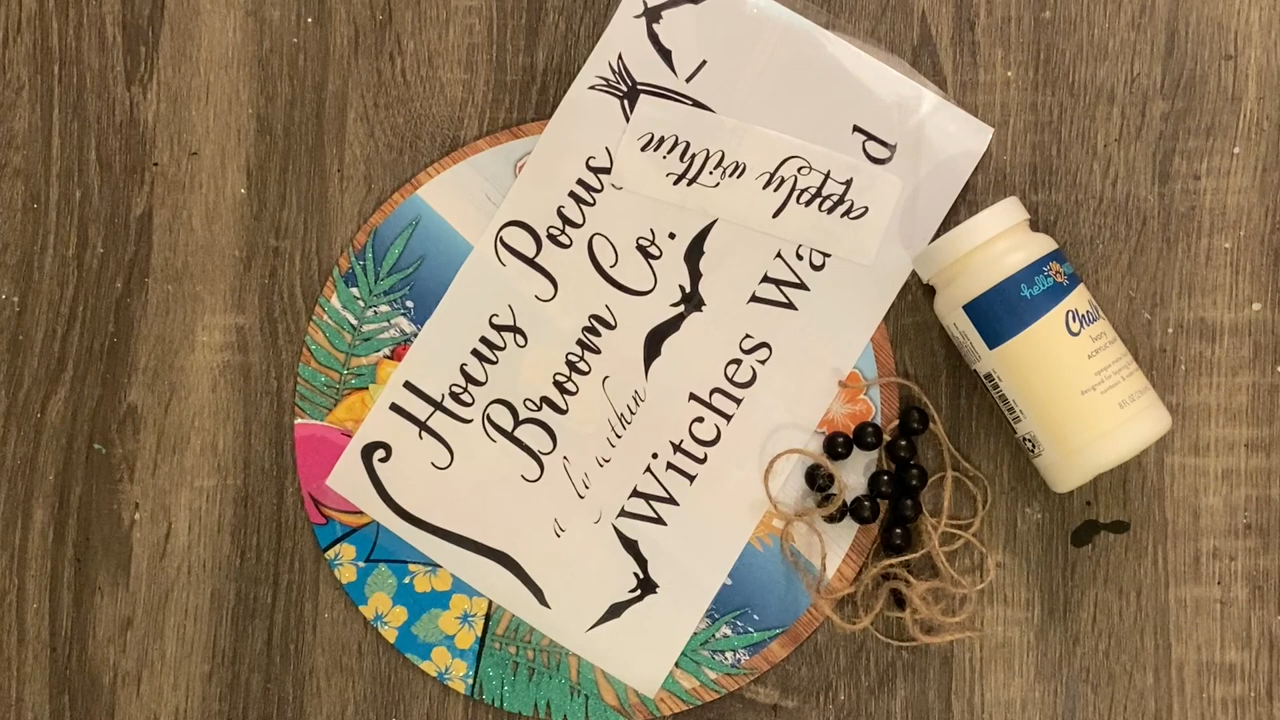 Hocus Pocus
Broom Co.
Witches Wa
d
apply within
hello
Chalk
Ivory